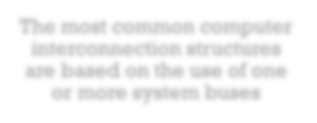 The most common computer
interconnection structures
are based on the use of one
or more system buses